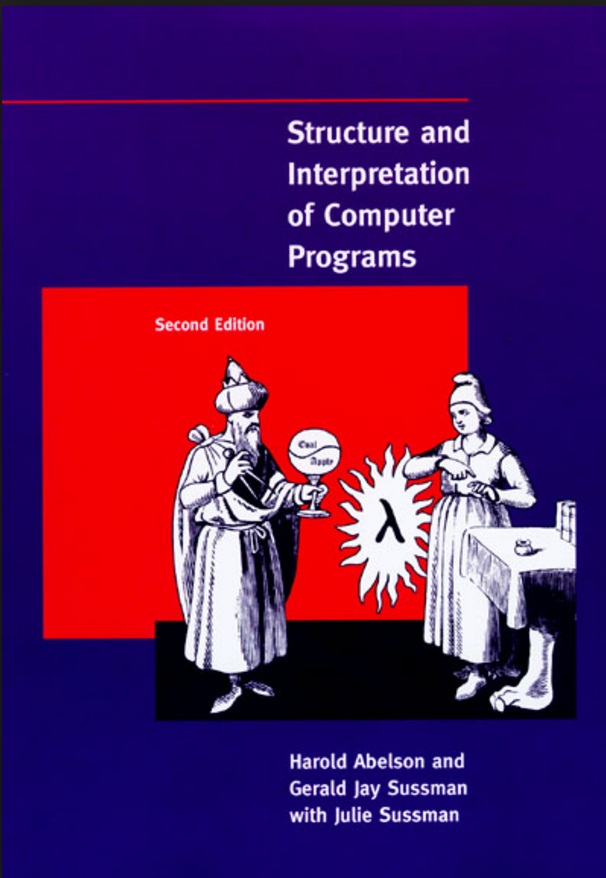 Structure and
Interpretation
of Computer
Programs
Second Edition
Eval
Apply
λ
Harold Abelson and
Gerald Jay Sussman
with Julie Sussman